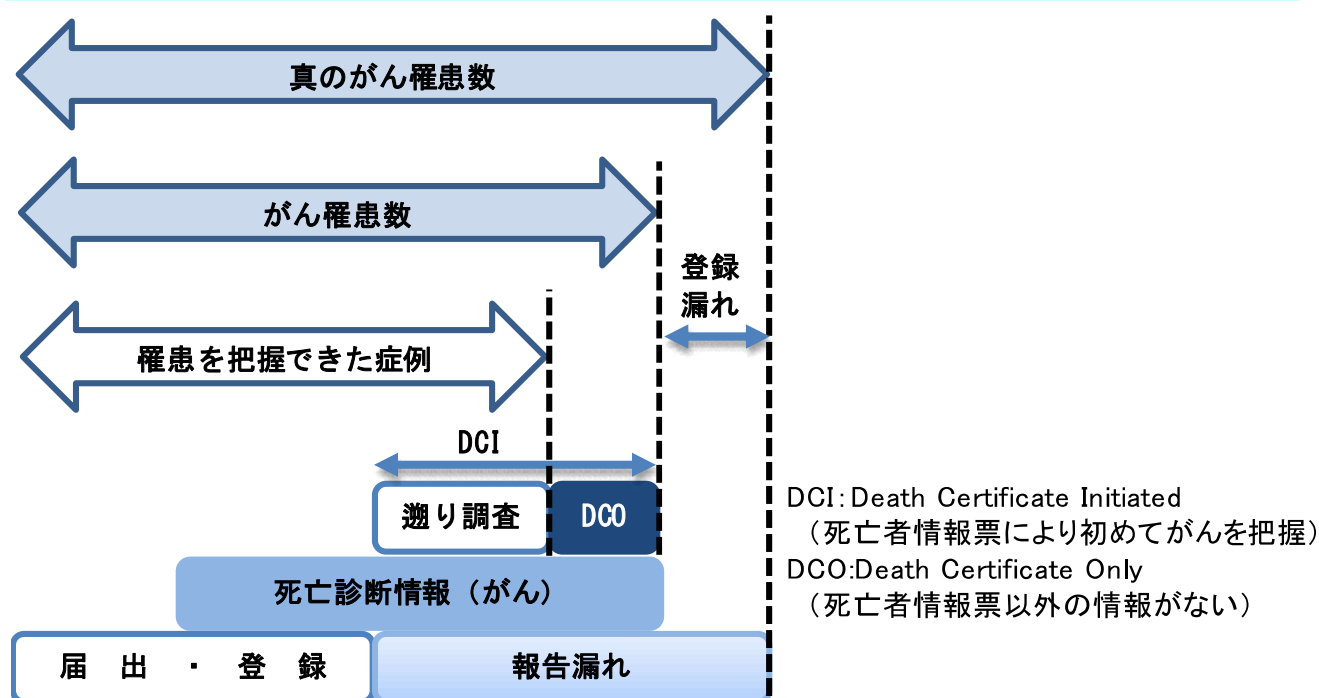 真のがん罹患数
がん罹患数
登録
漏れ
罹患を把握できた症例
DCI
遡り調査
DCO
DCI:Death Certificate Initiated
（死亡者情報票により初めてがんを把握）
DCO:Death Certificate Only
（死亡者情報票以外の情報がない）
死亡診断情報（がん）
届 出 ・ 登 録
報告漏れ